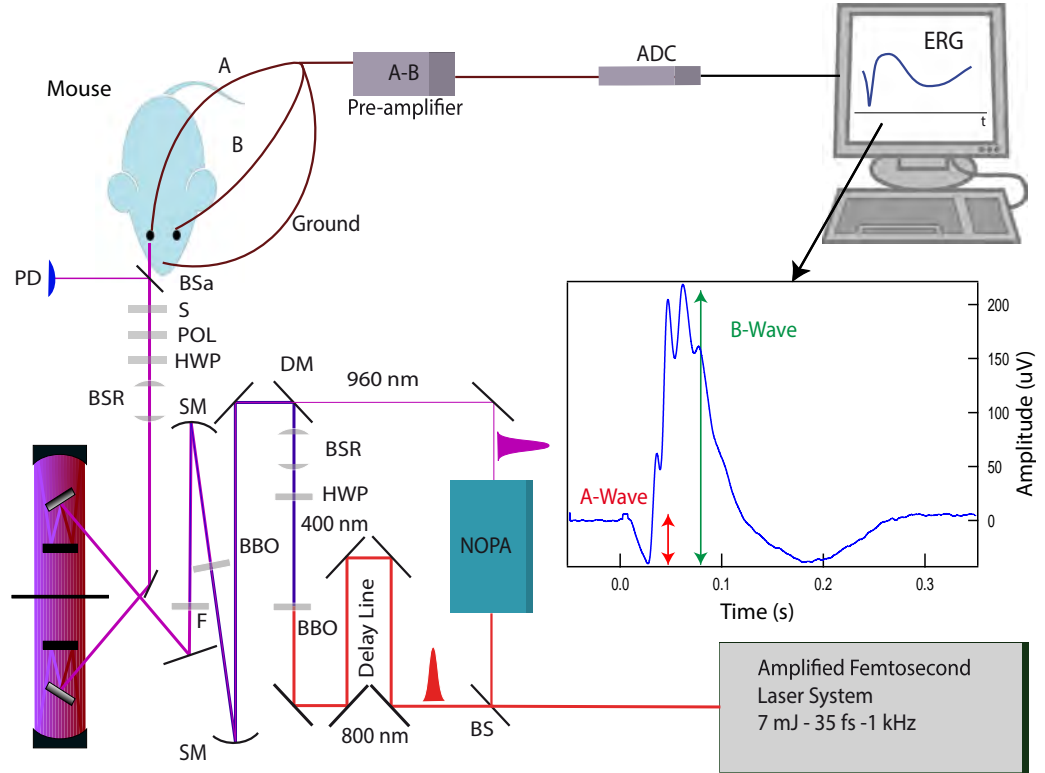 ERG
t
ADC
A-B
Pre-amplifier
A
B
Mouse
Ground
PD
BSa
S
POL
HWP
BSR
SM
DM
960 nm
BSR
HWP
400 nm
BBO
F
BBO
Delay Line
NOPA
SM
800 nm
BS
B-Wave
A-Wave
200
150
100
50
0
Amplitude (uV)
0.0
0.1
0.2
0.3
Time (s)
Amplified Femtosecond
Laser System
7 mJ - 35 fs -1 kHz